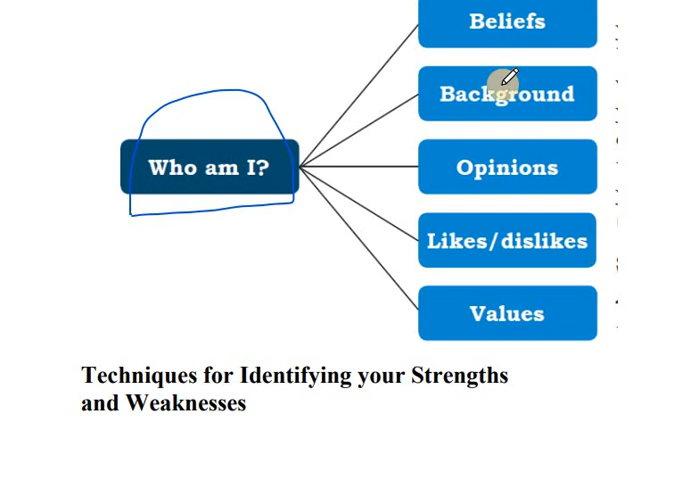 Beliefs
Background
Who am I?
Opinions
Likes/dislikes
Values
Techniques for Identifying your Strengths
and Weaknesses